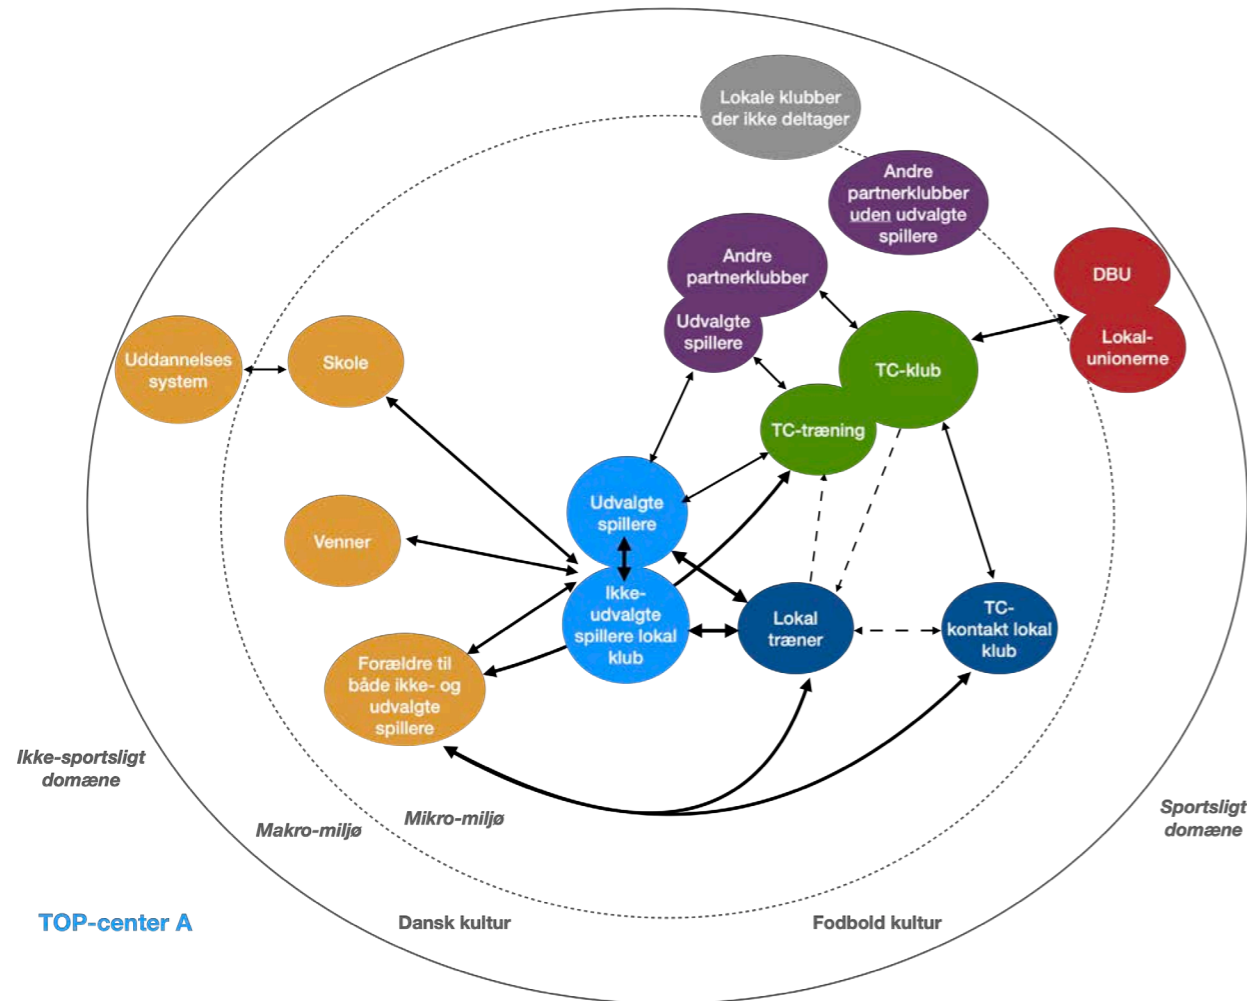 Lokale klubber
der ikke deltager
Andre
partnerklubber
uden udvalgte
spillere
Andre
partnerklubber
Udvalgte
spillere
DBU
Lokal-
unionerne
Uddannelses
system
Skole
TC-klub
TC-træning
Udvalgte
spillere
Venner
Ikke-
udvalgte
spillere lokal
klub
Lokal
træner
TC-
kontakt lokal
klub
Forældre til
både ikke- og
udvalgte
spillere
Ikke-sportsligt
domæne
Makro-miljø
Mikro-miljø
Sportsligt
domæne
TOP-center A
Dansk kultur
Fodbold kultur